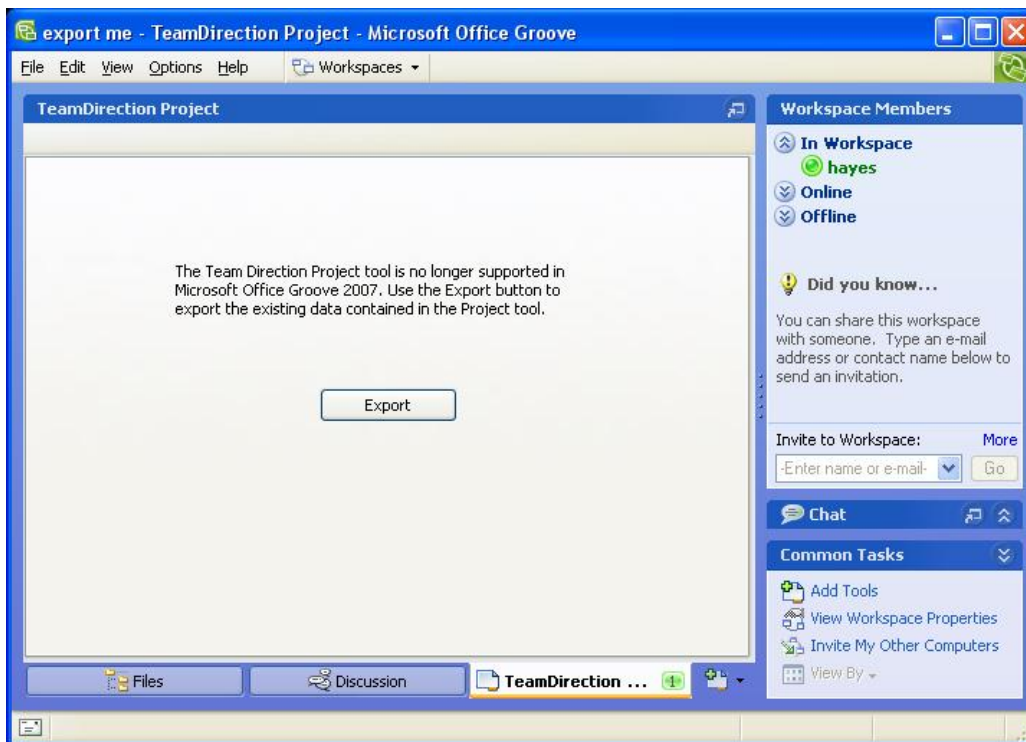 export me - TeamDirection Project - Microsoft Office Groove
File Edit View Options Help Workspaces
TeamDirection Project
The Team Direction Project tool is no longer supported in
Microsoft Office Groove 2007. Use the Export button to
export the existing data contained in the Project tool.
Export
Files
Discussion
TeamDirection ...
1
Workspace Members
In Workspace
hayes
Online
Offline
Did you know...
You can share this workspace
with someone. Type an e-mail
address or contact name below to
send an invitation.
Invite to Workspace: More
-Enter name or e-mail- Go
Chat
Common Tasks
Add Tools
View Workspace Properties
Invite My Other Computers
View By